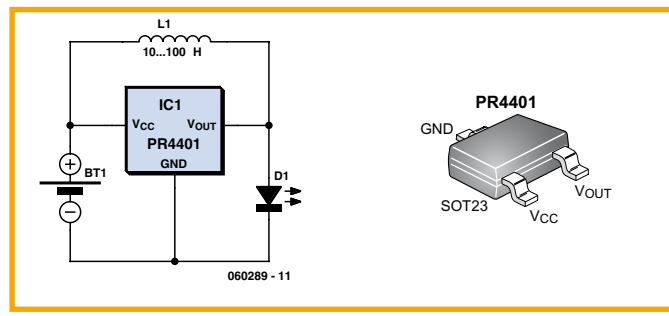 L1
10...100 H
IC1
VCC VOUT
PR4401
GND
BT1
D1
060289 - 11
PR4401
GND
SOT23
VCC
VOUT